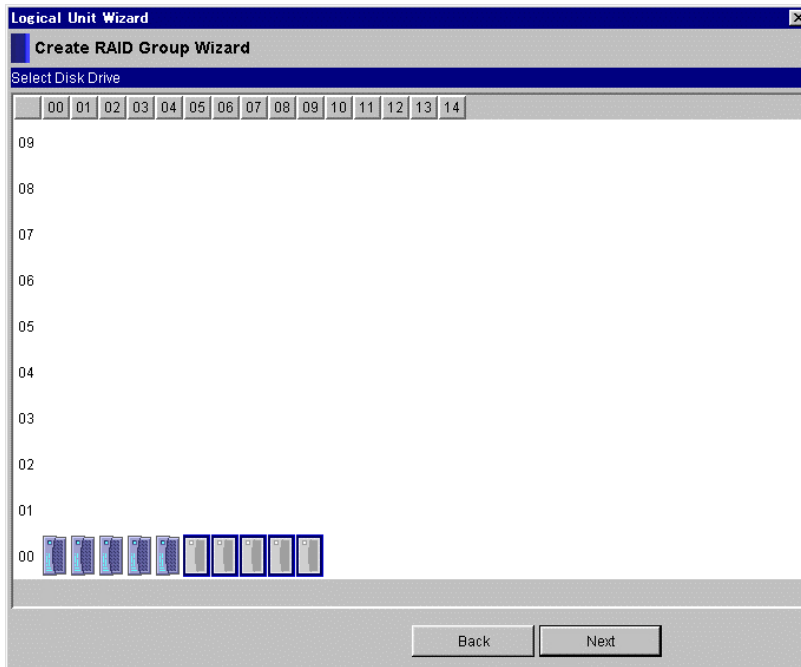 Logical Unit Wizard
Create RAID Group Wizard
Select Disk Drive
00 01 02 03 04 05 06 07 08 09 10 11 12 13 14
09
08
07
06
05
04
03
02
01
00
Back Next